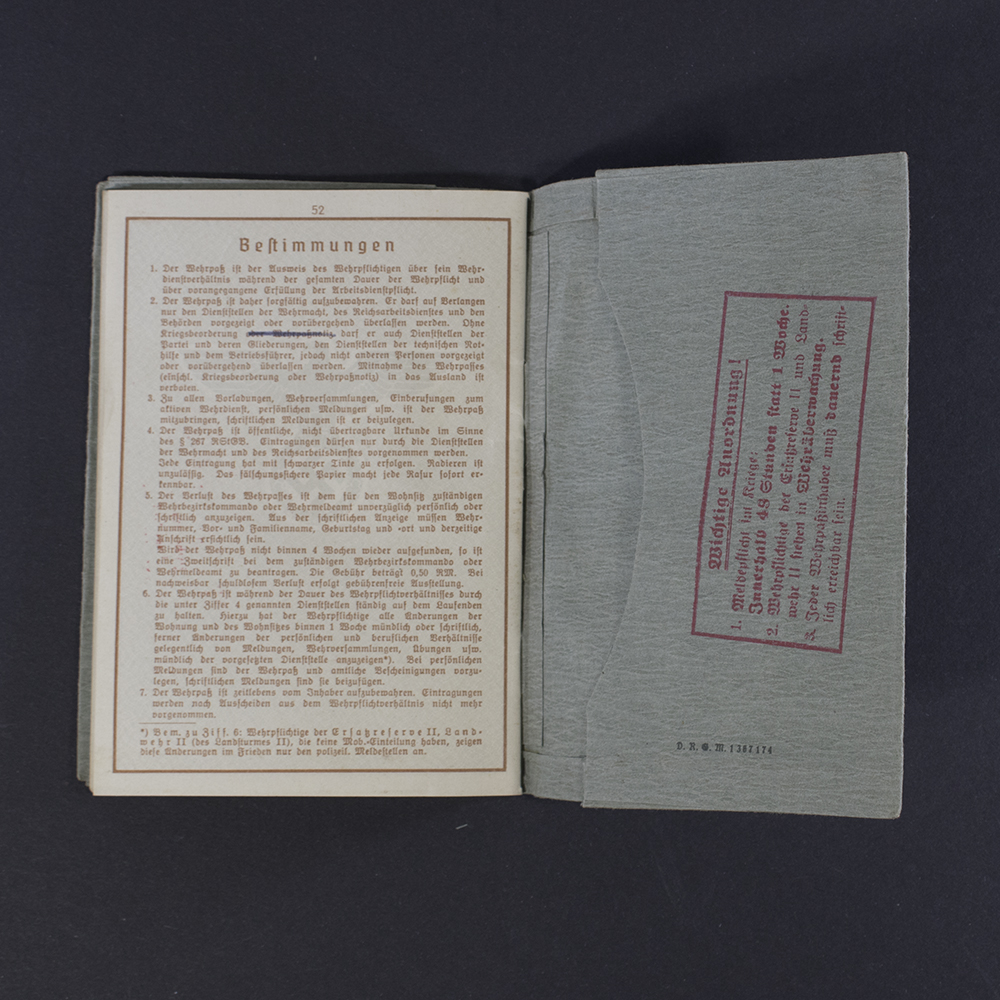 52
Bestimmungen
1. Der Wehrpaß ist der Ausweis des Wehrpflichtigen über sein Wehr-
dienstverhältnis während der gesamten Dauer der Wehrpflicht und
über vorangegangene Erfüllung der Arbeitsdienstpflicht.
2. Der Wehrpaß ist daher sorgfältig aufzubewahren. Er darf auf Verlangen
nur den Dienststellen der Wehrmacht, des Reichsarbeitsdienstes und den
Behörden vorgezeigt oder vorübergehend überlassen werden. Ohne
Kriegsbeorderung oder Wehrpaßnotiz darf er auch Dienststellen der
Partei und deren Gliederungen, den Dienststellen der technischen Not-
hilfe und dem Betriebsführer, jedoch nicht anderen Personen vorgezeigt
oder vorübergehend überlassen werden. Mitnahme des Wehrpasses
(einschl. Kriegsbeorderung oder Wehrpaßnotiz) in das Ausland ist
verboten.
3. Zu allen Vorladungen, Wehrversammlungen, Einberufungen zum
aktiven Wehrdienst, persönlichen Meldungen usw. ist der Wehrpaß
mitzubringen, schriftlichen Meldungen ist er beizulegen.
4. Der Wehrpaß ist öffentliche, nicht übertragbare Urkunde im Sinne
des § 267 RStGB. Eintragungen dürfen nur durch die Dienststellen
der Wehrmacht und des Reichsarbeitsdienstes vorgenommen werden.
Jede Eintragung hat mit schwarzer Tinte zu erfolgen. Radieren ist
unzulässig. Das fälschungssichere Papier macht jede Rasur sofort er-
kennbar.
5. Der Verlust des Wehrpasses ist dem für den Wohnsitz zuständigen
Wehrbezirkskommando oder Wehrmeldeamt unverzüglich persönlich oder
schriftlich anzuzeigen. Aus der schriftlichen Anzeige müssen Wehr-
nummer, Vor- und Familienname, Geburtstag und -ort und derzeitige
Anschrift ersichtlich sein.
Wird der Wehrpaß nicht binnen 4 Wochen wieder aufgefunden, so ist
eine Zweitschrift bei dem zuständigen Wehrbezirkskommando oder
Wehrmeldeamt zu beantragen. Die Gebühr beträgt 0,50 RM. Bei
nachweisbar schuldlosem Verlust erfolgt gebührenfreie Ausstellung.
6. Der Wehrpaß ist während der Dauer des Wehrpflichtverhältnisses durch
die unter Ziffer 4 genannten Dienststellen ständig auf dem Laufenden
zu halten. Hierzu hat der Wehrpflichtige alle Änderungen der
Wohnung und des Wohnsitzes binnen 1 Woche mündlich oder schriftlich,
ferner Änderungen der persönlichen und beruflichen Verhältnisse
gelegentlich von Meldungen, Wehrversammlungen, Übungen usw.
mündlich der vorgesetzten Dienststelle anzuzeigen*). Bei persönlichen
Meldungen sind der Wehrpaß und amtliche Bescheinigungen vorzu-
legen, schriftlichen Meldungen sind sie beizufügen.
7. Der Wehrpaß ist zeitlebens vom Inhaber aufzubewahren. Eintragungen
werden nach Ausscheiden aus dem Wehrpflichtverhältnis nicht mehr
vorgenommen.
*) Bem. zu Ziff. 6: Wehrpflichtige der Ersatzreserve II, Land-
wehr II (des Landsturmes II), die keine Mob.-Einteilung haben, zeigen
diese Änderungen im Frieden nur den polizeil. Meldestellen an.
Wichtige Anordnung!
1. Meldepflicht im Kriege:
Innerhalb 48 Stunden statt 1 Woche.
2. Wehrpflichtige der Ersatzreserve II und Land-
wehr II stehen in Wehrüberwachung.
3. Jeder Wehrpaßinhaber muß dauernd schrift-
lich erreichbar sein.
D. R. G. M. 1 387 174